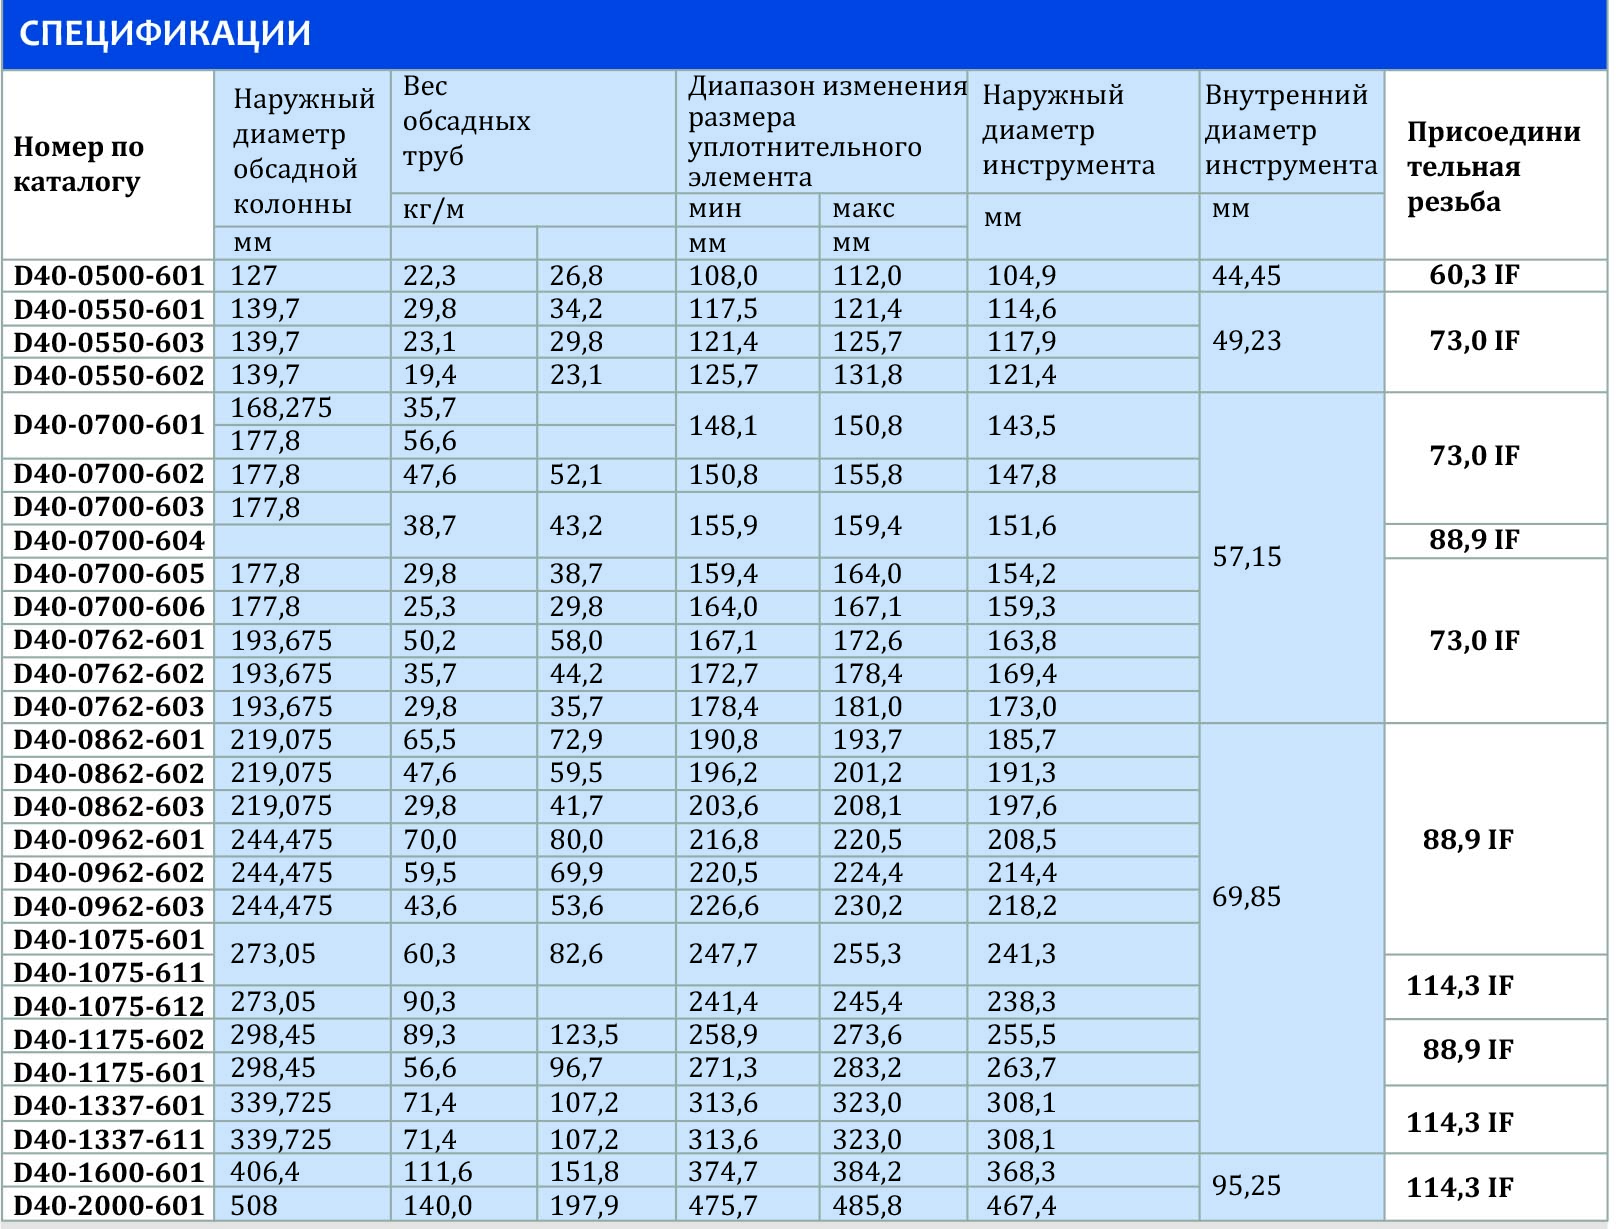 СПЕЦИФИКАЦИИ
Номер по каталогу Наружный диаметр обсадной колонны Вес обсадных труб Диапазон изменения размера уплотнительного элемента Наружный диаметр инструмента Внутренний диаметр инструмента Присоедини тельная резьба
кг/м мин макс мм мм
мм мм мм
D40-0500-601 127 22,3 26,8 108,0 112,0 104,9 44,45 60,3 IF
D40-0550-601 139,7 29,8 34,2 117,5 121,4 114,6
D40-0550-603 139,7 23,1 29,8 121,4 125,7 117,9 49,23 73,0 IF
D40-0550-602 139,7 19,4 23,1 125,7 131,8 121,4
168,275 35,7
D40-0700-601 148,1 150,8 143,5
177,8 56,6
73,0 IF
D40-0700-602 177,8 47,6 52,1 150,8 155,8 147,8
D40-0700-603 177,8
38,7 43,2 155,9 159,4 151,6
D40-0700-604 88,9 IF
57,15
D40-0700-605 177,8 29,8 38,7 159,4 164,0 154,2
D40-0700-606 177,8 25,3 29,8 164,0 167,1 159,3
D40-0762-601 193,675 50,2 58,0 167,1 172,6 163,8 73,0 IF
D40-0762-602 193,675 35,7 44,2 172,7 178,4 169,4
D40-0762-603 193,675 29,8 35,7 178,4 181,0 173,0
D40-0862-601 219,075 65,5 72,9 190,8 193,7 185,7
D40-0862-602 219,075 47,6 59,5 196,2 201,2 191,3
D40-0862-603 219,075 29,8 41,7 203,6 208,1 197,6
D40-0962-601 244,475 70,0 80,0 216,8 220,5 208,5 88,9 IF
D40-0962-602 244,475 59,5 69,9 220,5 224,4 214,4
D40-0962-603 244,475 43,6 53,6 226,6 230,2 218,2 69,85
D40-1075-601
273,05 60,3 82,6 247,7 255,3 241,3
D40-1075-611
114,3 IF
D40-1075-612 273,05 90,3 241,4 245,4 238,3
D40-1175-602 298,45 89,3 123,5 258,9 273,6 255,5
88,9 IF
D40-1175-601 298,45 56,6 96,7 271,3 283,2 263,7
D40-1337-601 339,725 71,4 107,2 313,6 323,0 308,1
114,3 IF
D40-1337-611 339,725 71,4 107,2 313,6 323,0 308,1
D40-1600-601 406,4 111,6 151,8 374,7 384,2 368,3
95,25 114,3 IF
D40-2000-601 508 140,0 197,9 475,7 485,8 467,4